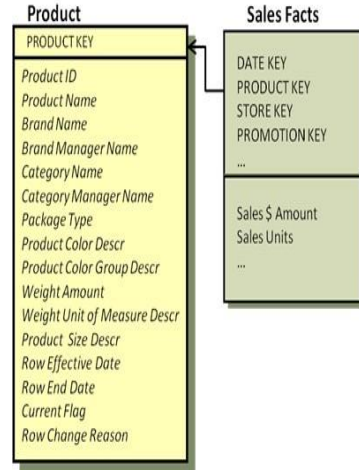 Product
PRODUCT KEY
Product ID
Product Name
Brand Name
Brand Manager Name
Category Name
Category Manager Name
Package Type
Product Color Descr
Product Color Group Descr
Weight Amount
Weight Unit of Measure Descr
Product Size Descr
Row Effective Date
Row End Date
Current Flag
Row Change Reason
Sales Facts
DATE KEY
PRODUCT KEY
STORE KEY
PROMOTION KEY
...
Sales $ Amount
Sales Units
...